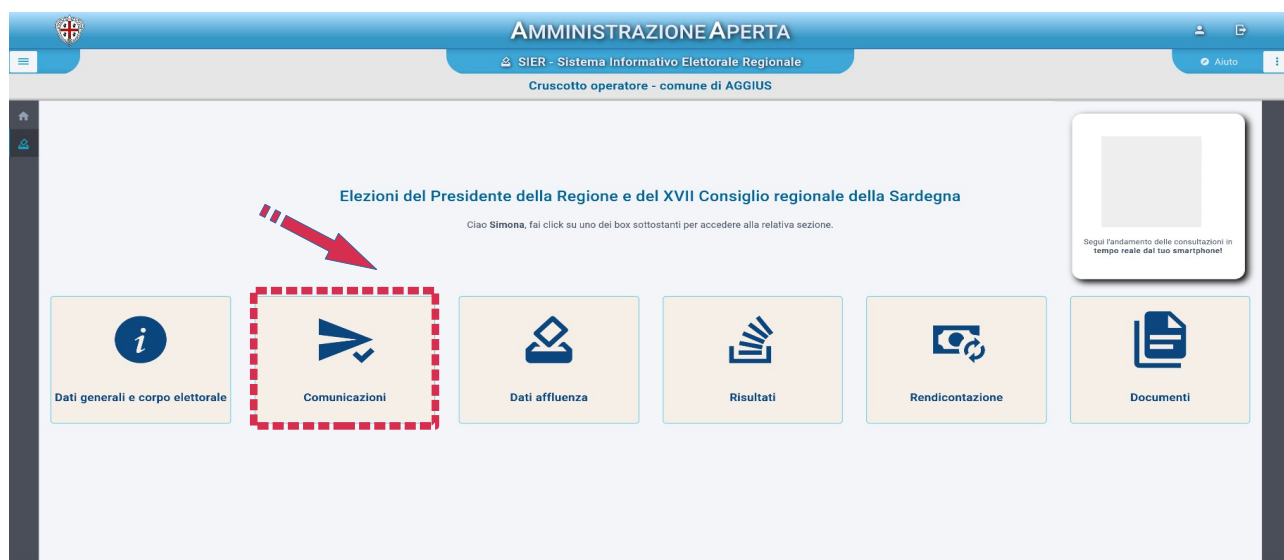 AMMINISTRAZIONE APERTA
SIER - Sistema Informativo Elettorale Regionale
Aiuto
Cruscotto operatore - comune di AGGIUS
Elezioni del Presidente della Regione e del XVII Consiglio regionale della Sardegna
Ciao Simona, fai click su uno dei box sottostanti per accedere alla relativa sezione.
Segui l'andamento delle consultazioni in
tempo reale dal tuo smartphone!
Dati generali e corpo elettorale
Comunicazioni
Dati affluenza
Risultati
Rendicontazione
Documenti